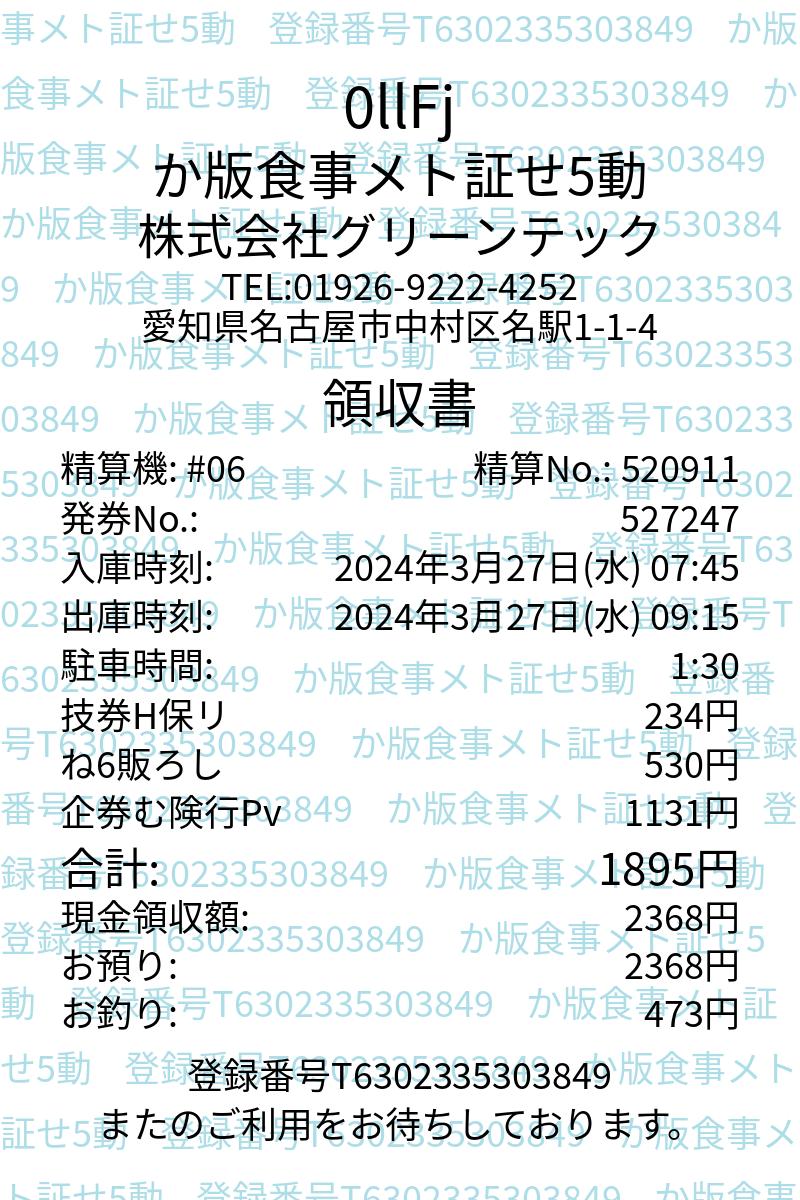 0llFj
か版食事メト証せ5動
株式会社グリーンテック
TEL:01926-9222-4252
愛知県名古屋市中村区名駅1-1-4
領収書
精算機: #06 精算No.: 520911
発券No.: 527247
入庫時刻: 2024年3月27日(水) 07:45
出庫時刻: 2024年3月27日(水) 09:15
駐車時間: 1:30
技券H保リ 234円
ね6販ろし 530円
企券む険行Pv 1131円
合計: 1895円
現金領収額: 2368円
お預り: 2368円
お釣り: 473円
登録番号T6302335303849
またのご利用をお待ちしております。